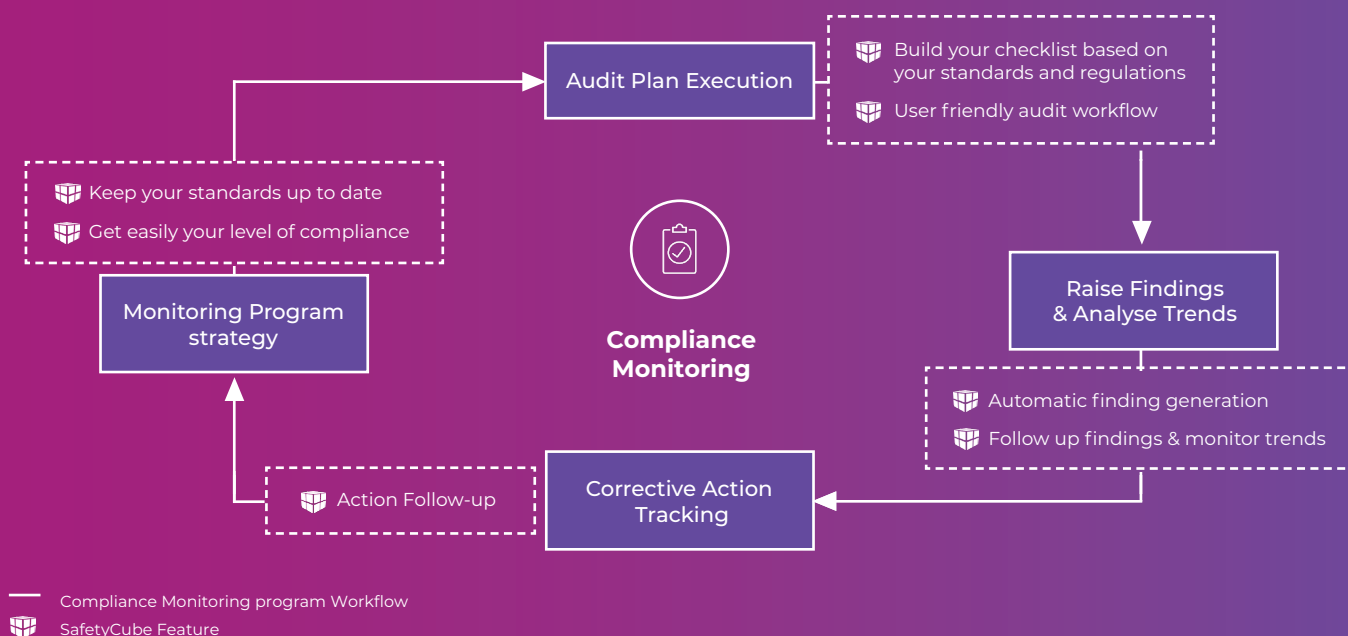 Audit Plan Execution
Build your checklist based on
your standards and regulations
User friendly audit workflow
Keep your standards up to date
Get easily your level of compliance
Monitoring Program
strategy
Compliance
Monitoring
Raise Findings
& Analyse Trends
Automatic finding generation
Follow up findings & monitor trends
Corrective Action
Tracking
Action Follow-up
Compliance Monitoring program Workflow
SafetyCube Feature